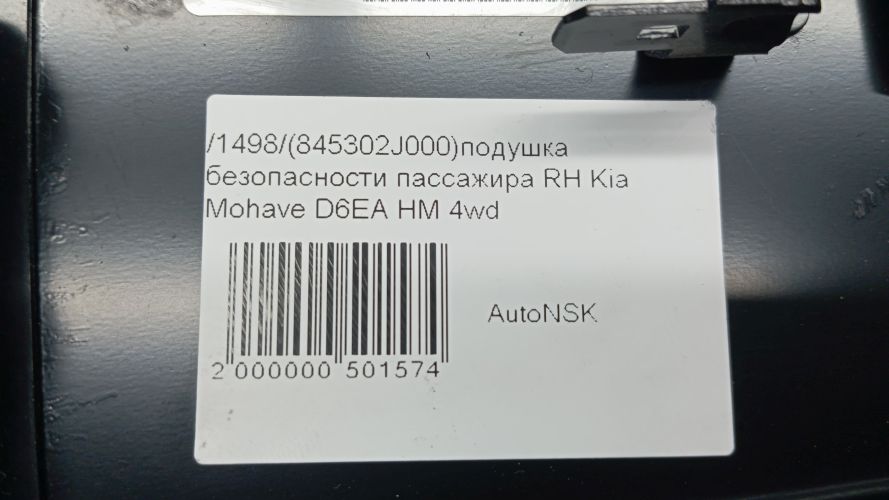 /1498/(845302J000)подушка
безопасности пассажира RH Kia
Mohave D6EA HM 4wd
AutoNSK
2 000000 501574